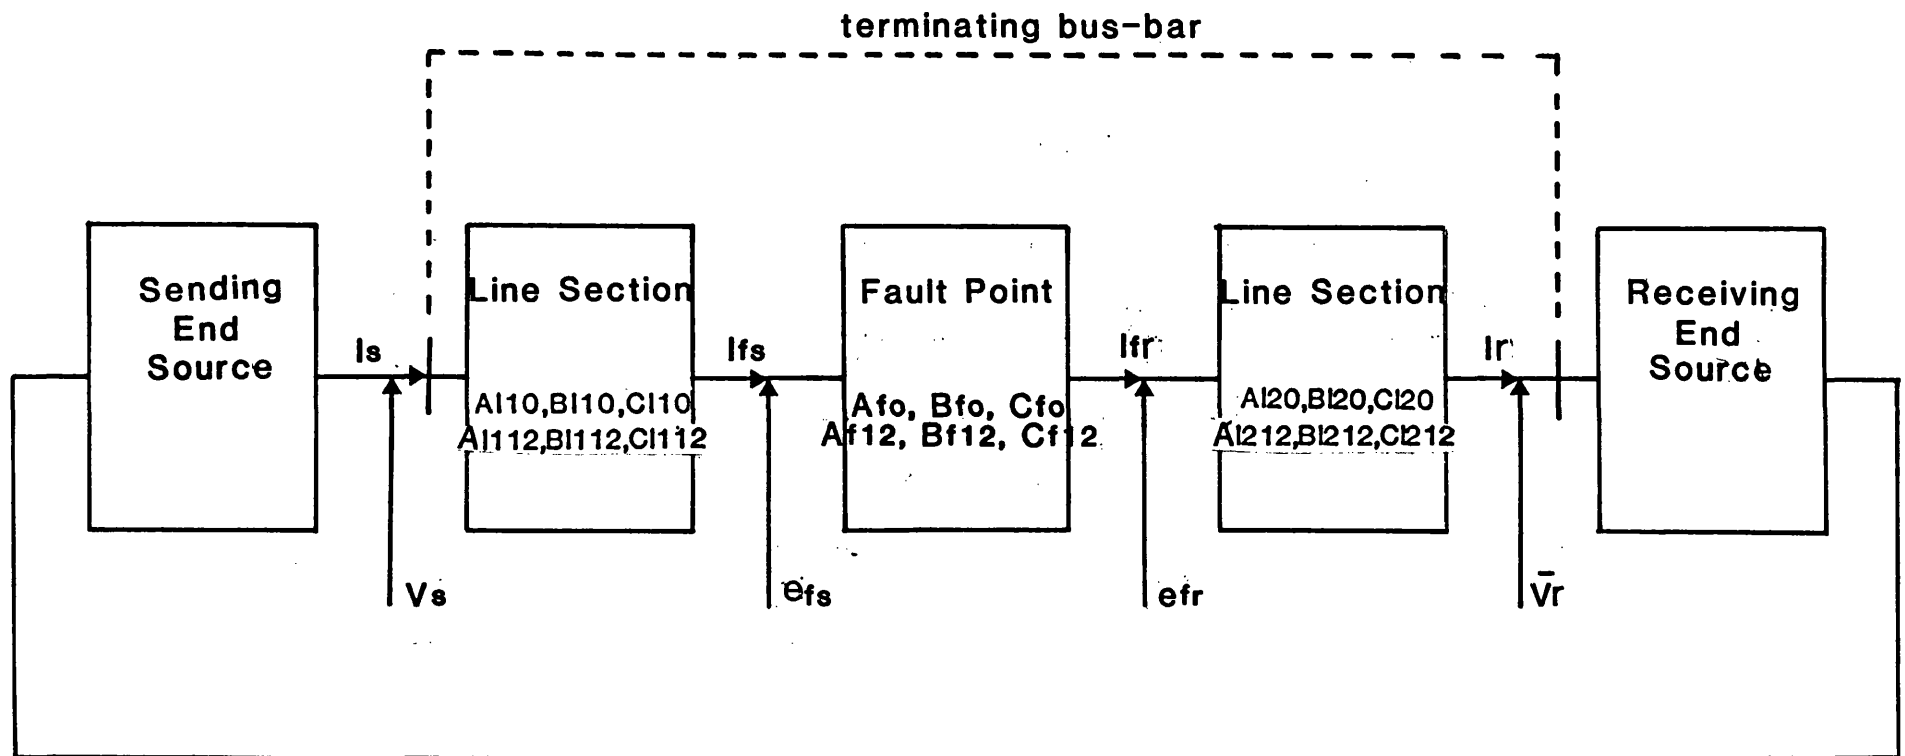 terminating bus-bar
Sending
End
Source
Is
Vs
Line Section
Al10,Bl10,Cl10
Al112,Bl112,Cl112
Ifs
efs
Fault Point
Afo, Bfo, Cfo
Af12, Bf12, Cf12
Ifr
efr
Line Section
Al20,Bl20,Cl20
Al212,Bl212,Cl212
Ir
V̄r
Receiving
End
Source